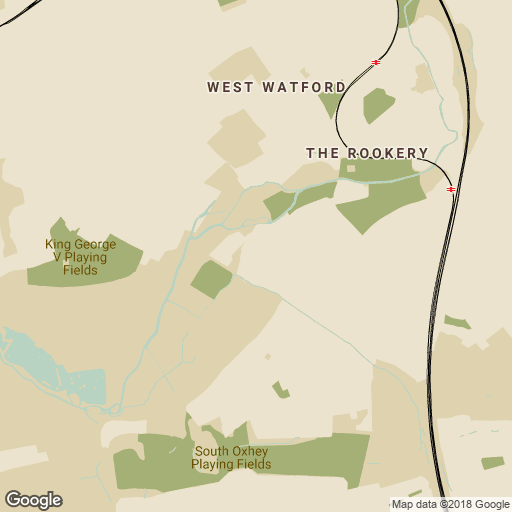 WEST WATFORD
THE ROOKERY
King George
V Playing
Fields
South Oxhey
Playing Fields
Google
Map data ©2018 Google